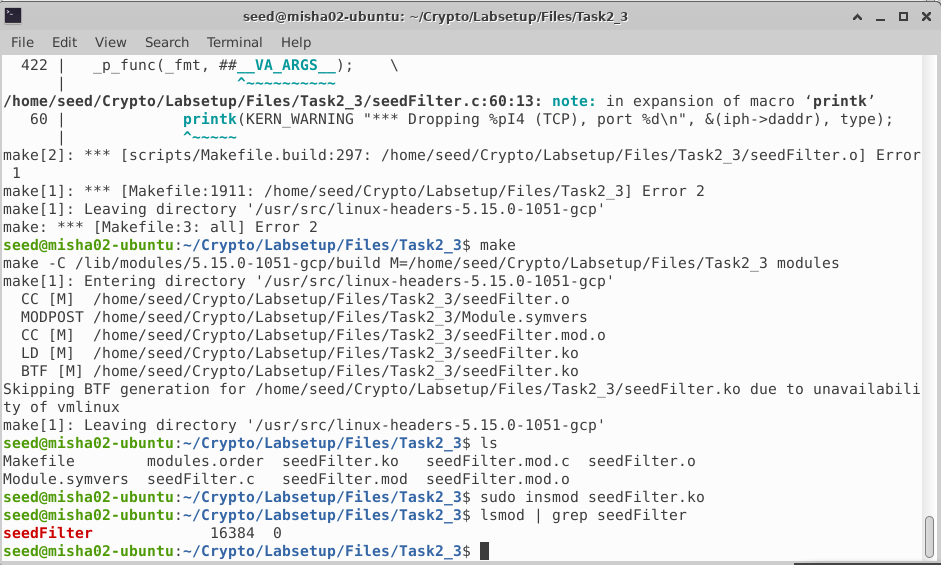 seed@misha02-ubuntu: ~/Crypto/Labsetup/Files/Task2_3
File Edit View Search Terminal Help
  422 |   _p_func(_fmt, ##__VA_ARGS__);    \
      |                   ^~~~~~~~~~~
/home/seed/Crypto/Labsetup/Files/Task2_3/seedFilter.c:60:13: note: in expansion of macro ‘printk’
   60 |             printk(KERN_WARNING "*** Dropping %pI4 (TCP), port %d\n", &(iph->daddr), type);
      |             ^~~~~~
make[2]: *** [scripts/Makefile.build:297: /home/seed/Crypto/Labsetup/Files/Task2_3/seedFilter.o] Error
 1
make[1]: *** [Makefile:1911: /home/seed/Crypto/Labsetup/Files/Task2_3] Error 2
make[1]: Leaving directory '/usr/src/linux-headers-5.15.0-1051-gcp'
make: *** [Makefile:3: all] Error 2
seed@misha02-ubuntu:~/Crypto/Labsetup/Files/Task2_3$ make
make -C /lib/modules/5.15.0-1051-gcp/build M=/home/seed/Crypto/Labsetup/Files/Task2_3 modules
make[1]: Entering directory '/usr/src/linux-headers-5.15.0-1051-gcp'
  CC [M]  /home/seed/Crypto/Labsetup/Files/Task2_3/seedFilter.o
  MODPOST /home/seed/Crypto/Labsetup/Files/Task2_3/Module.symvers
  CC [M]  /home/seed/Crypto/Labsetup/Files/Task2_3/seedFilter.mod.o
  LD [M]  /home/seed/Crypto/Labsetup/Files/Task2_3/seedFilter.ko
  BTF [M] /home/seed/Crypto/Labsetup/Files/Task2_3/seedFilter.ko
Skipping BTF generation for /home/seed/Crypto/Labsetup/Files/Task2_3/seedFilter.ko due to unavailabili
ty of vmlinux
make[1]: Leaving directory '/usr/src/linux-headers-5.15.0-1051-gcp'
seed@misha02-ubuntu:~/Crypto/Labsetup/Files/Task2_3$ ls
Makefile        modules.order  seedFilter.ko   seedFilter.mod.c  seedFilter.o
Module.symvers  seedFilter.c   seedFilter.mod  seedFilter.mod.o
seed@misha02-ubuntu:~/Crypto/Labsetup/Files/Task2_3$ sudo insmod seedFilter.ko
seed@misha02-ubuntu:~/Crypto/Labsetup/Files/Task2_3$ lsmod | grep seedFilter
seedFilter             16384  0
seed@misha02-ubuntu:~/Crypto/Labsetup/Files/Task2_3$